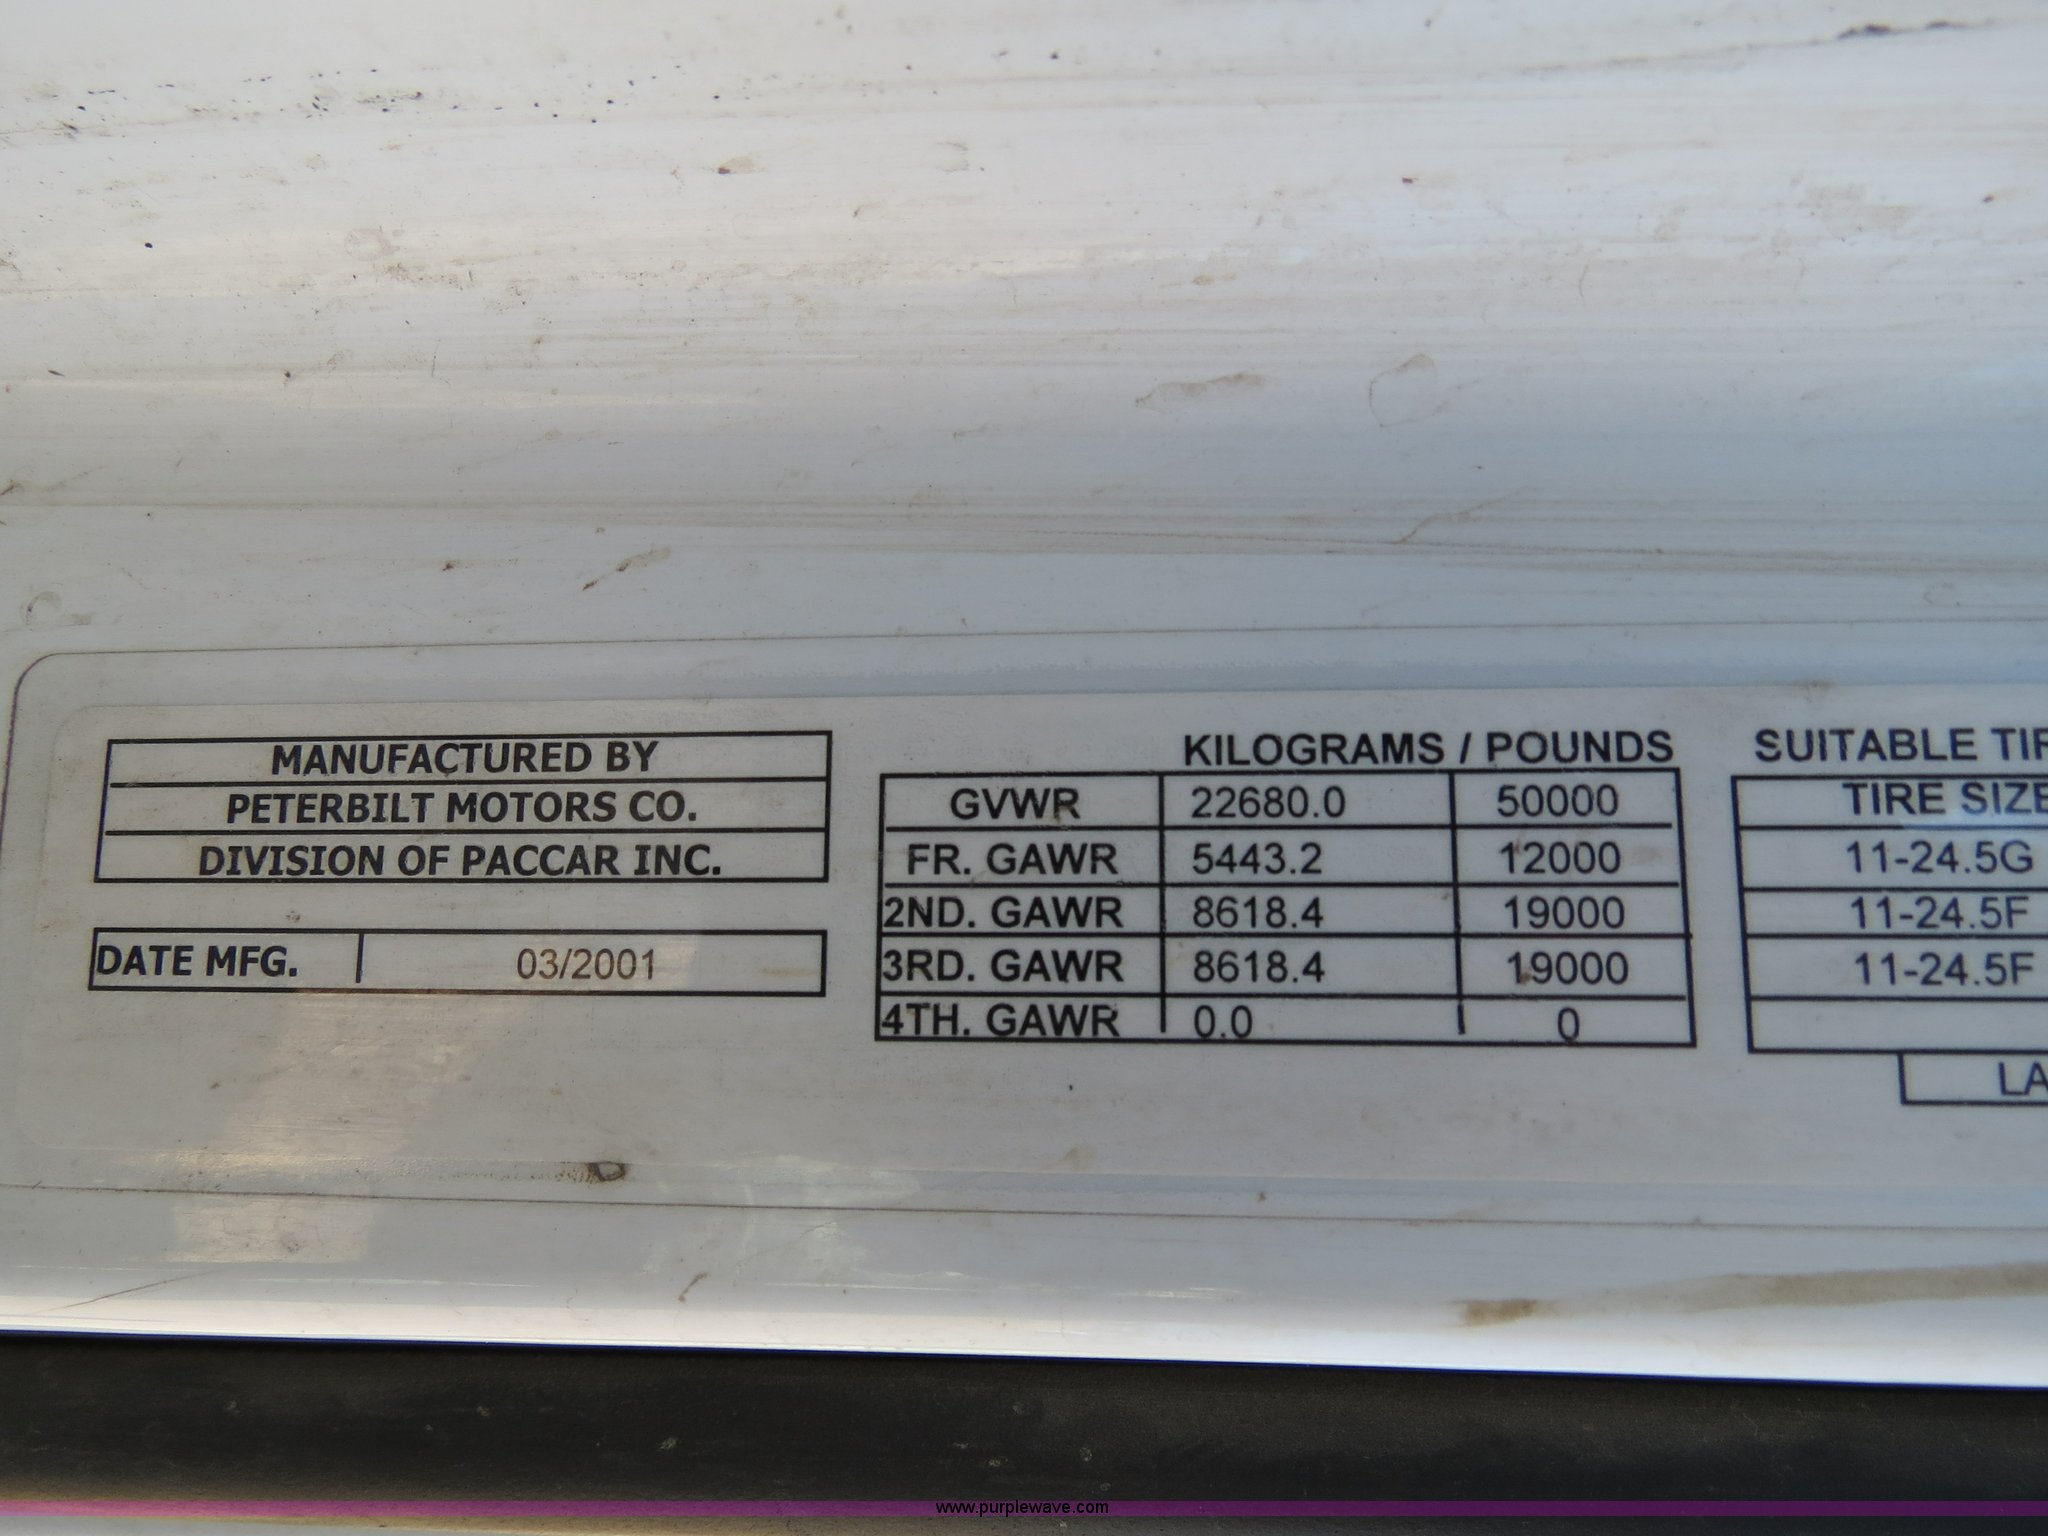 MANUFACTURED BY
PETERBILT MOTORS CO.
DIVISION OF PACCAR INC.
DATE MFG. 03/2001
KILOGRAMS / POUNDS
GVWR 22680.0 50000
FR. GAWR 5443.2 12000
2ND. GAWR 8618.4 19000
3RD. GAWR 8618.4 19000
4TH. GAWR 0.0 0
SUITABLE TIR
TIRE SIZE
11-24.5G
11-24.5F
11-24.5F
LA
www.purplewave.com